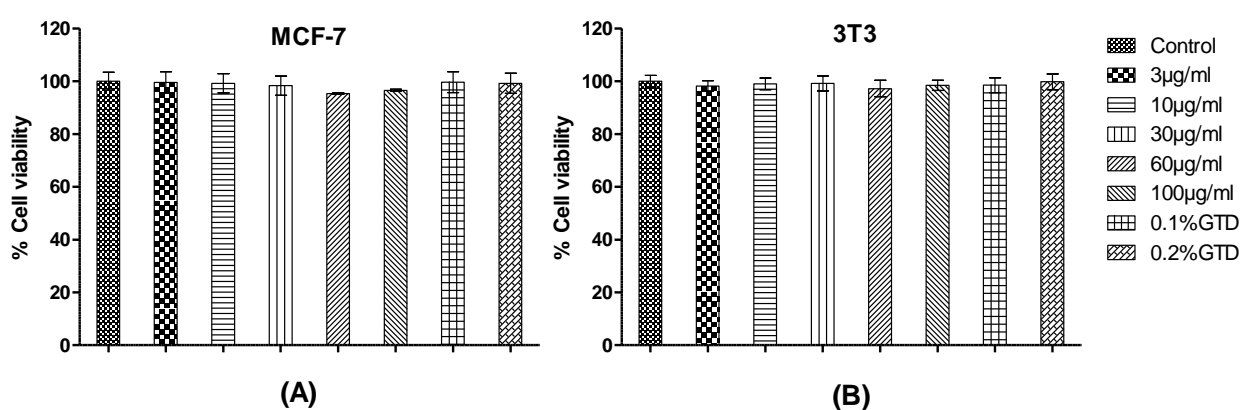 MCF-7
% Cell viability
120
100
80
60
40
20
0
(A)
3T3
% Cell viability
120
100
80
60
40
20
0
(B)
Control
3µg/ml
10µg/ml
30µg/ml
60µg/ml
100µg/ml
0.1%GTD
0.2%GTD